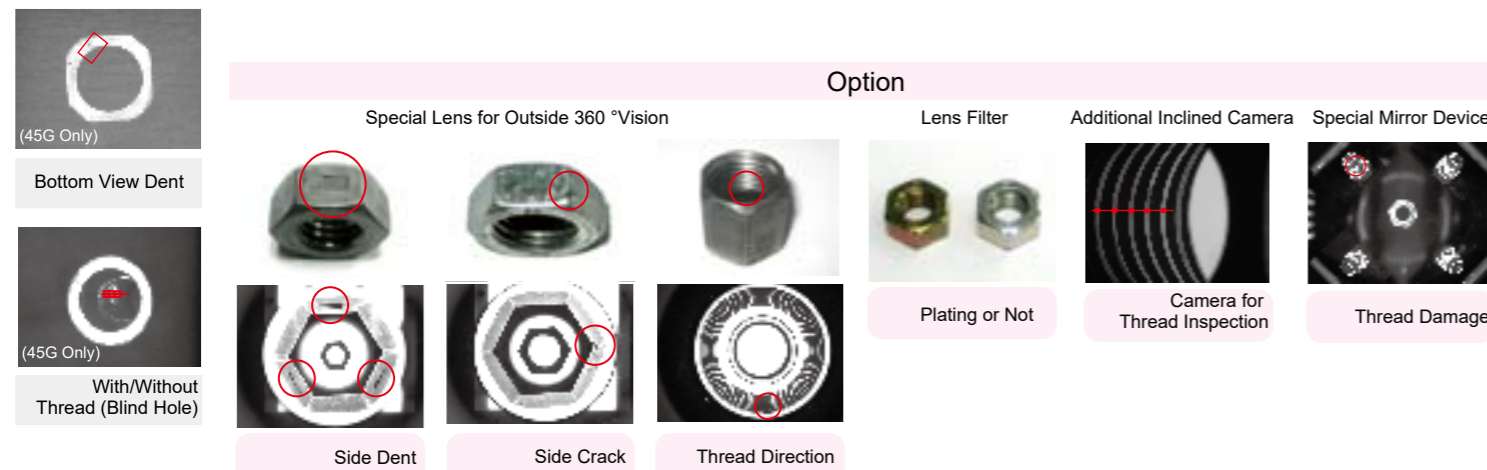 (45G Only)
Bottom View Dent
(45G Only)
With/Without
Thread (Blind Hole)
Option
Special Lens for Outside 360 °Vision
Lens Filter
Additional Inclined Camera
Special Mirror Device
Side Dent
Side Crack
Thread Direction
Plating or Not
Camera for
Thread Inspection
Thread Damage